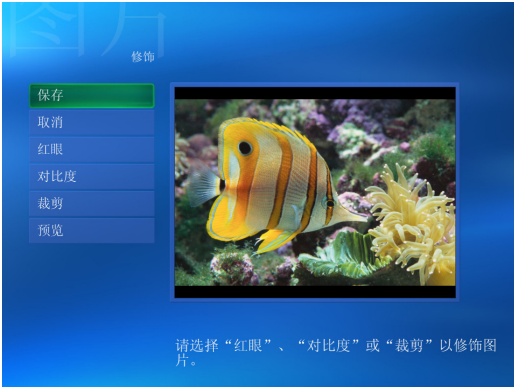 图片
修饰
保存
取消
红眼
对比度
裁剪
预览
请选择“红眼”、“对比度”或“裁剪”以修饰图
片。